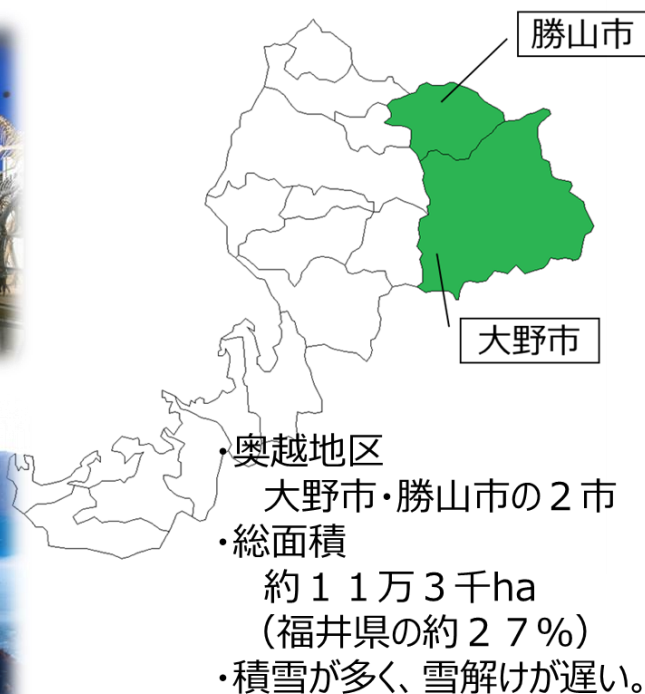 勝山市
大野市
・奥越地区
大野市・勝山市の２市
・総面積
約１１万３千ha
（福井県の約２７％）
・積雪が多く、雪解けが遅い。